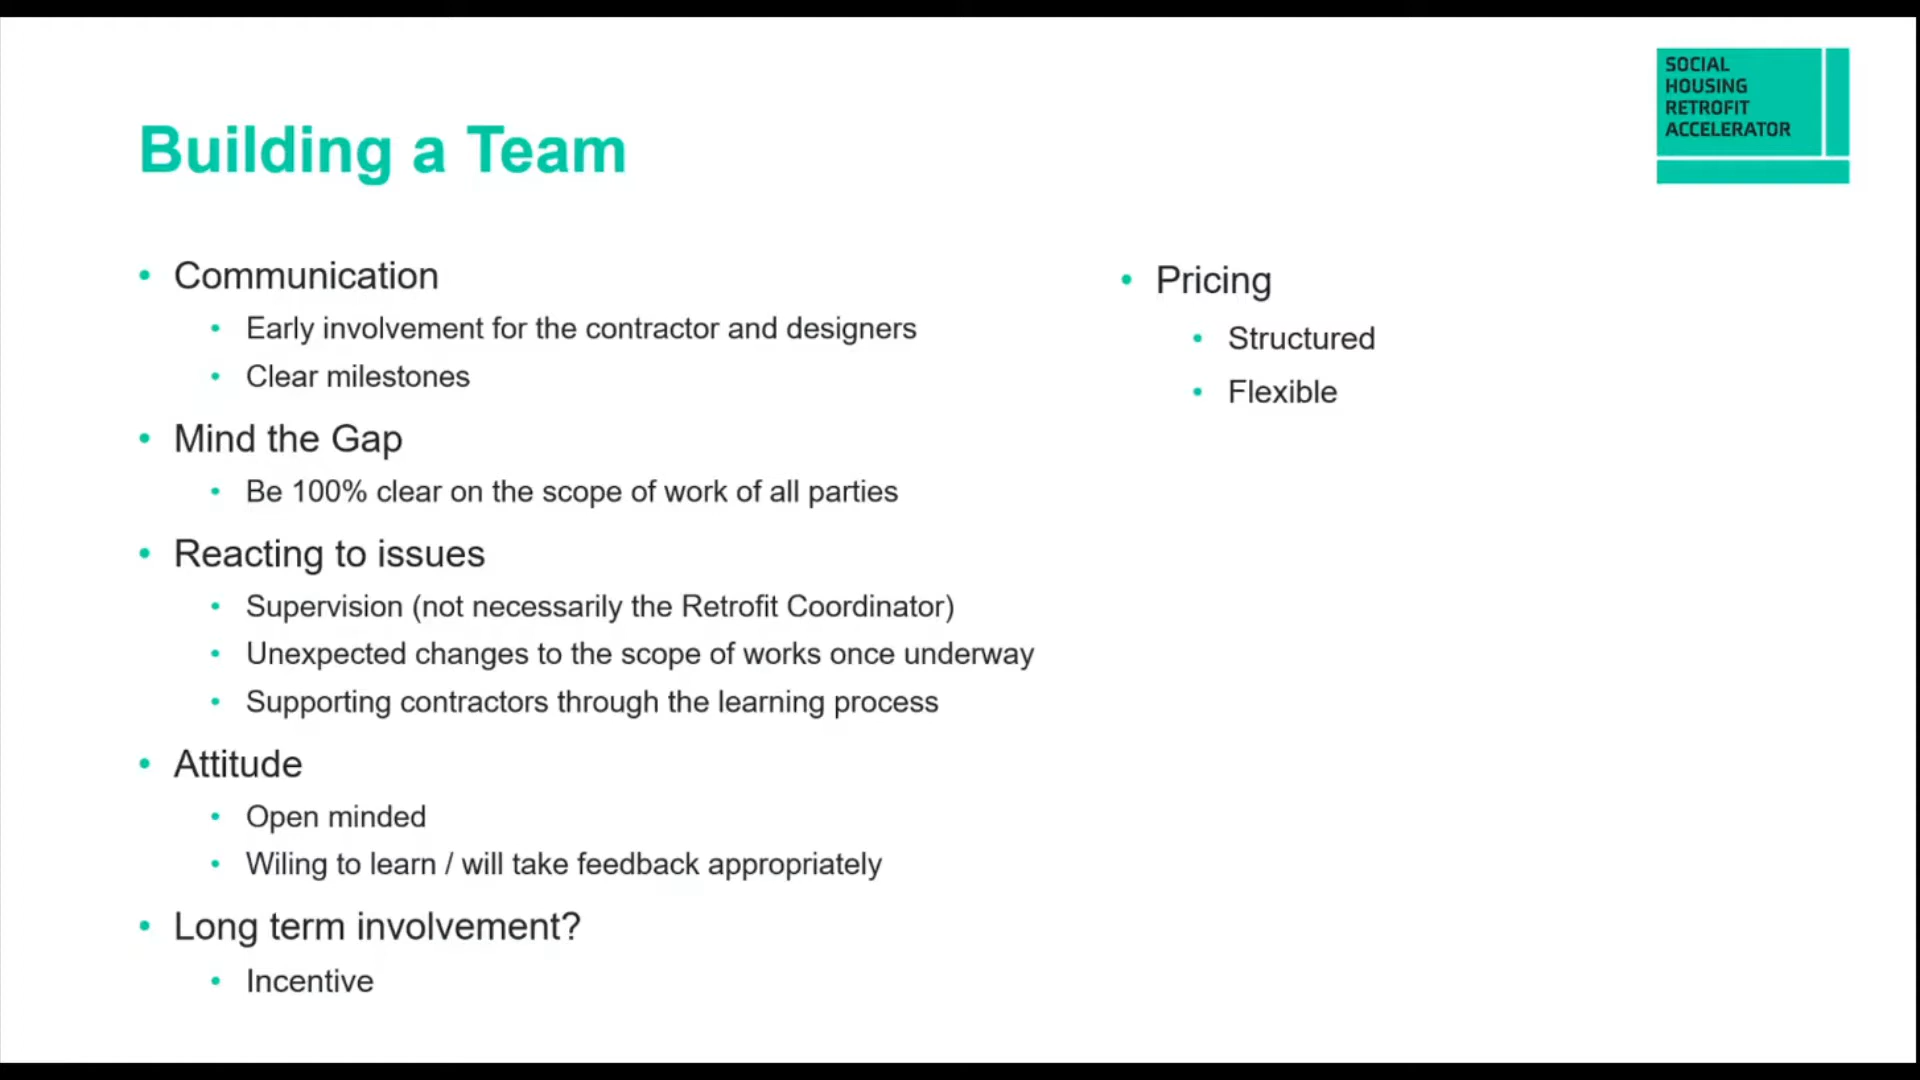 SOCIAL
HOUSING
RETROFIT
ACCELERATOR
Building a Team
Communication
Early involvement for the contractor and designers
Clear milestones
Mind the Gap
Be 100% clear on the scope of work of all parties
Reacting to issues
Supervision (not necessarily the Retrofit Coordinator)
Unexpected changes to the scope of works once underway
Supporting contractors through the learning process
Attitude
Open minded
Wiling to learn / will take feedback appropriately
Long term involvement?
Incentive
Pricing
Structured
Flexible